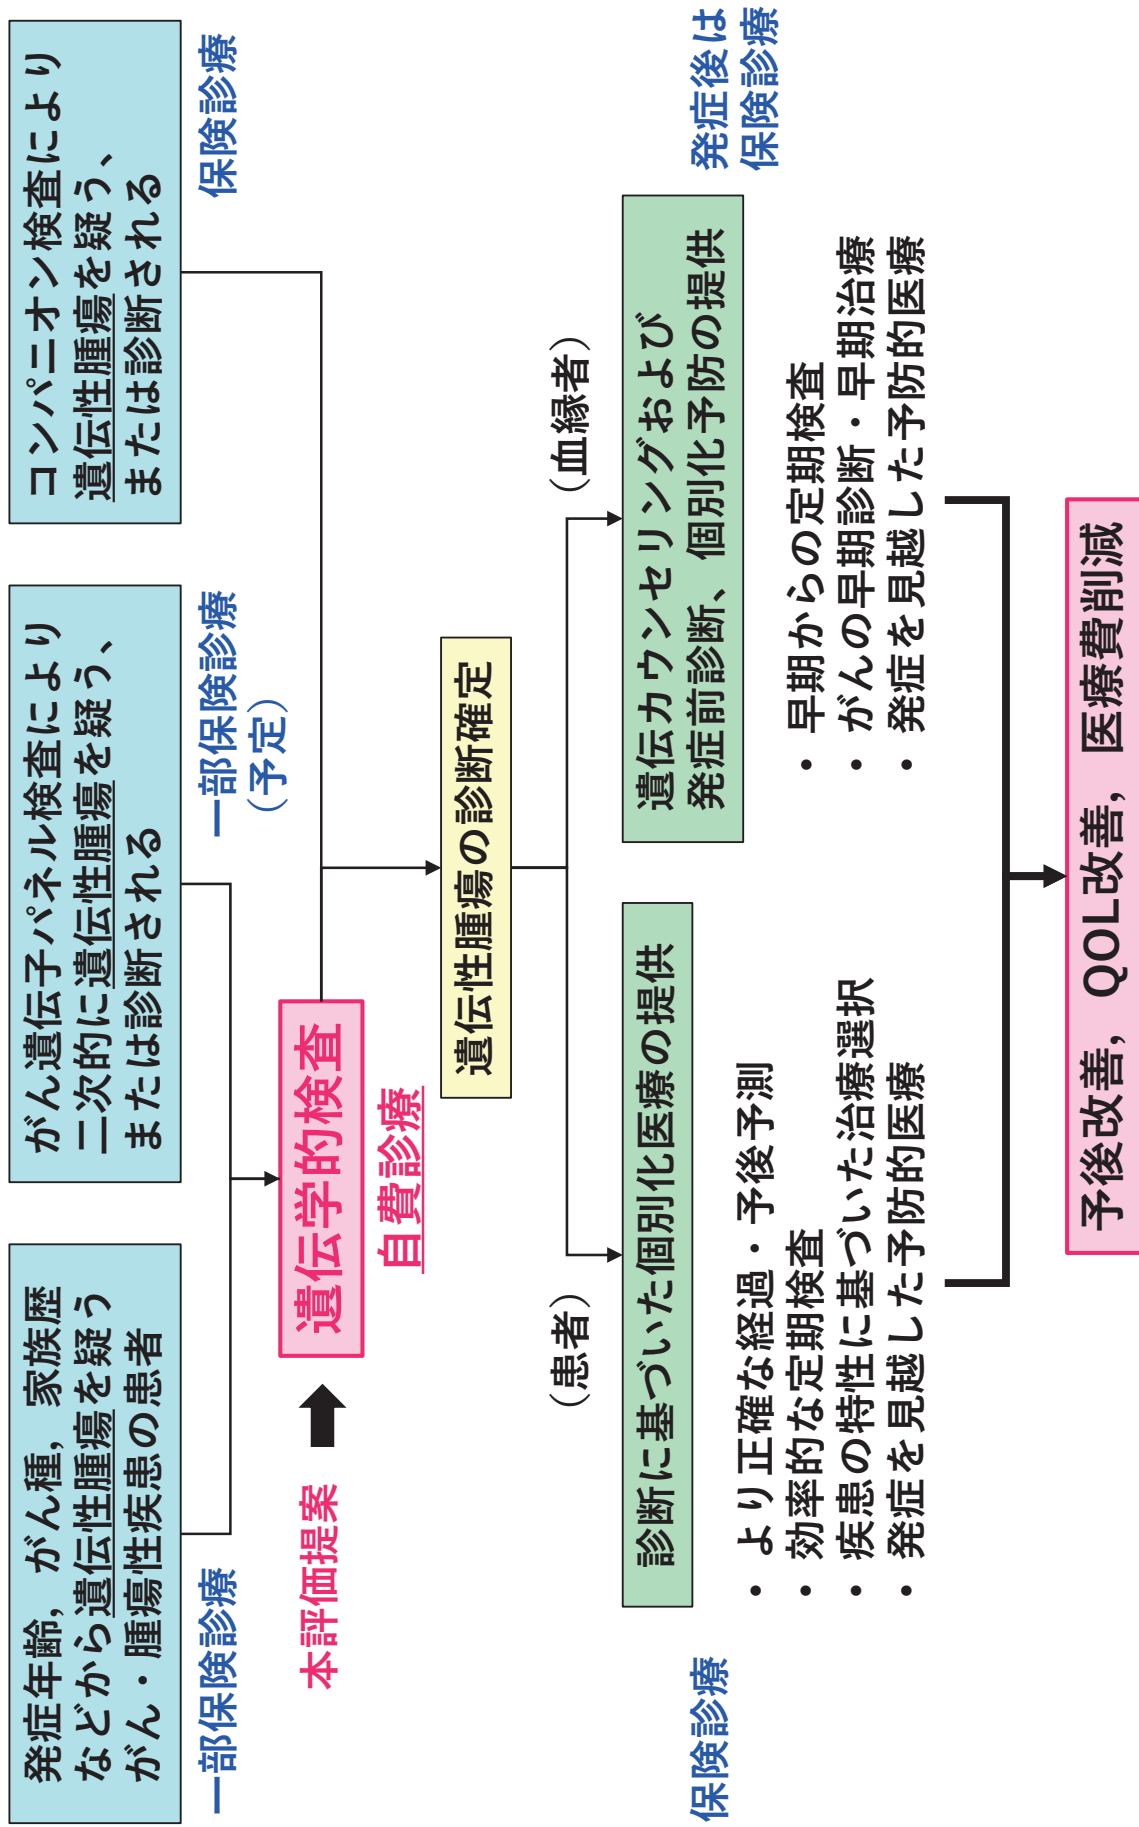 発症年齢，がん種，家族歴
などから遺伝性腫瘍を疑う
がん・腫瘍性疾患の患者
一部保険診療
がん遺伝子パネル検査により
二次的に遺伝性腫瘍を疑う、
または診断される
一部保険診療
（予定）
コンパニオン検査により
遺伝性腫瘍を疑う、
または診断される
保険診療
本評価提案
遺伝学的検査
自費診療
遺伝性腫瘍の診断確定
（患者）
（血縁者）
保険診療
診断に基づいた個別化医療の提供
・より正確な経過・予後予測
・効率的な定期検査
・疾患の特性に基づいた治療選択
・発症を見越した予防的医療
遺伝カウンセリングおよび
発症前診断、個別化予防の提供
発症後は
保険診療
・早期からの定期検査
・がんの早期診断・早期治療
・発症を見越した予防的医療
予後改善，QOL改善，医療費削減